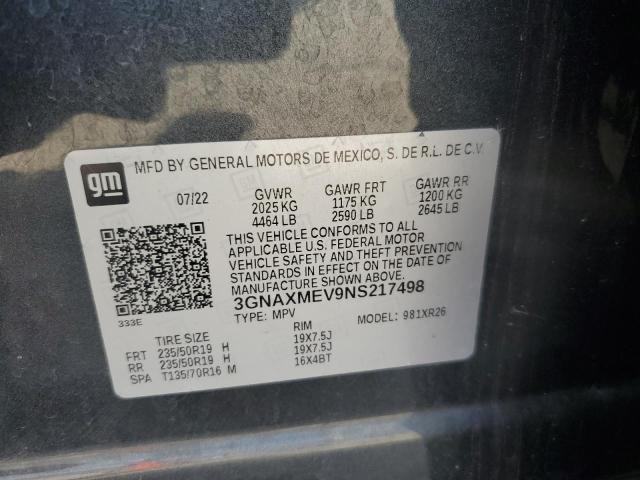 gm
MFD BY GENERAL MOTORS DE MEXICO, S. DE R.L. DE C.V.
07/22 GVWR GAWR FRT GAWR RR
2025 KG 1175 KG 1200 KG
4464 LB 2590 LB 2645 LB
THIS VEHICLE CONFORMS TO ALL
APPLICABLE U.S. FEDERAL MOTOR
VEHICLE SAFETY AND THEFT PREVENTION
STANDARDS IN EFFECT ON THE DATE OF
MANUFACTURE SHOWN ABOVE.
3GNAXMEV9NS217498
333E TYPE: MPV MODEL: 981XR26
TIRE SIZE RIM
FRT 235/50R19 H 19X7.5J
RR 235/50R19 H 19X7.5J
SPA T135/70R16 M 16X4BT